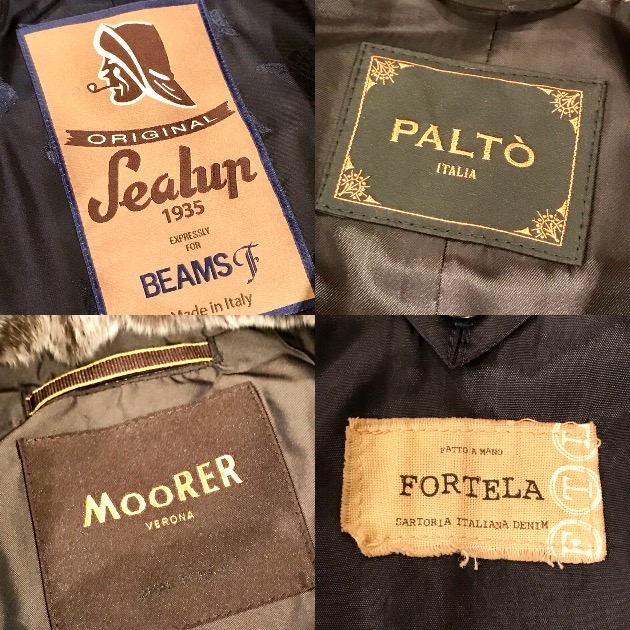 ORIGINAL
Sealup
1935
EXPRESSLY
FOR
BEAMS F
Made in Italy
PALTÒ
ITALIA
MOORER
VERONA
FATTO A MANO
FORTELA
SARTORIA ITALIANA DENIM
F T L